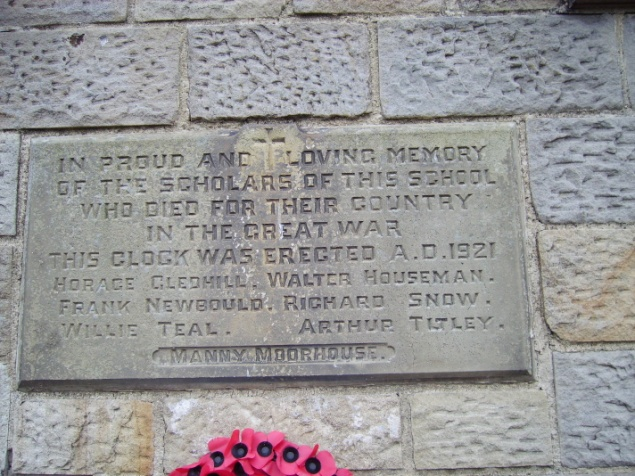 IN PROUD AND LOVING MEMORY
OF THE SCHOLARS OF THIS SCHOOL
WHO DIED FOR THEIR COUNTRY
IN THE GREAT WAR
THIS CLOCK WAS ERECTED A.D. 1921
HORACE GLEDHILL. WALTER HOUSEMAN.
FRANK NEWBOULD. RICHARD SNOW.
WILLIE TEAL. ARTHUR TITLEY.
MANNY MOORHOUSE.